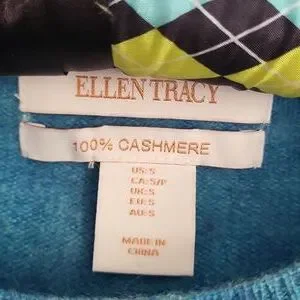 ELLEN TRACY
100% CASHMERE
US:S
CA:S/P
UK:S
EU:S
AU:S
MADE IN
CHINA